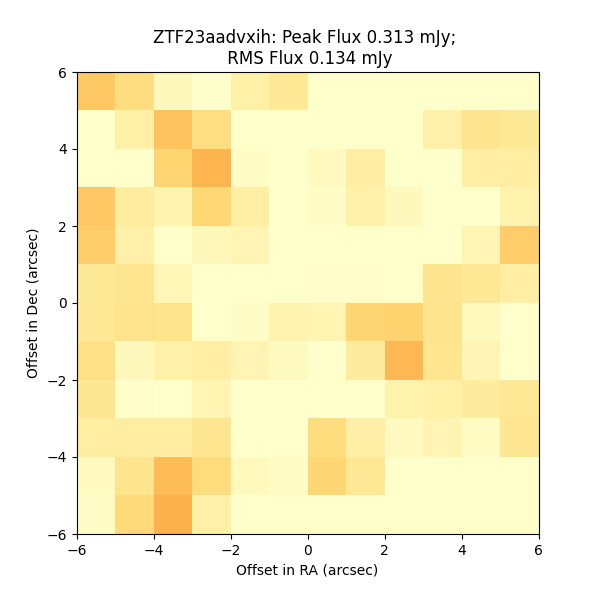 ZTF23aadvxih: Peak Flux 0.313 mJy;
RMS Flux 0.134 mJy
6
4
2
0
−2
−4
−6
Offset in Dec (arcsec)
−6 −4 −2 0 2 4 6
Offset in RA (arcsec)